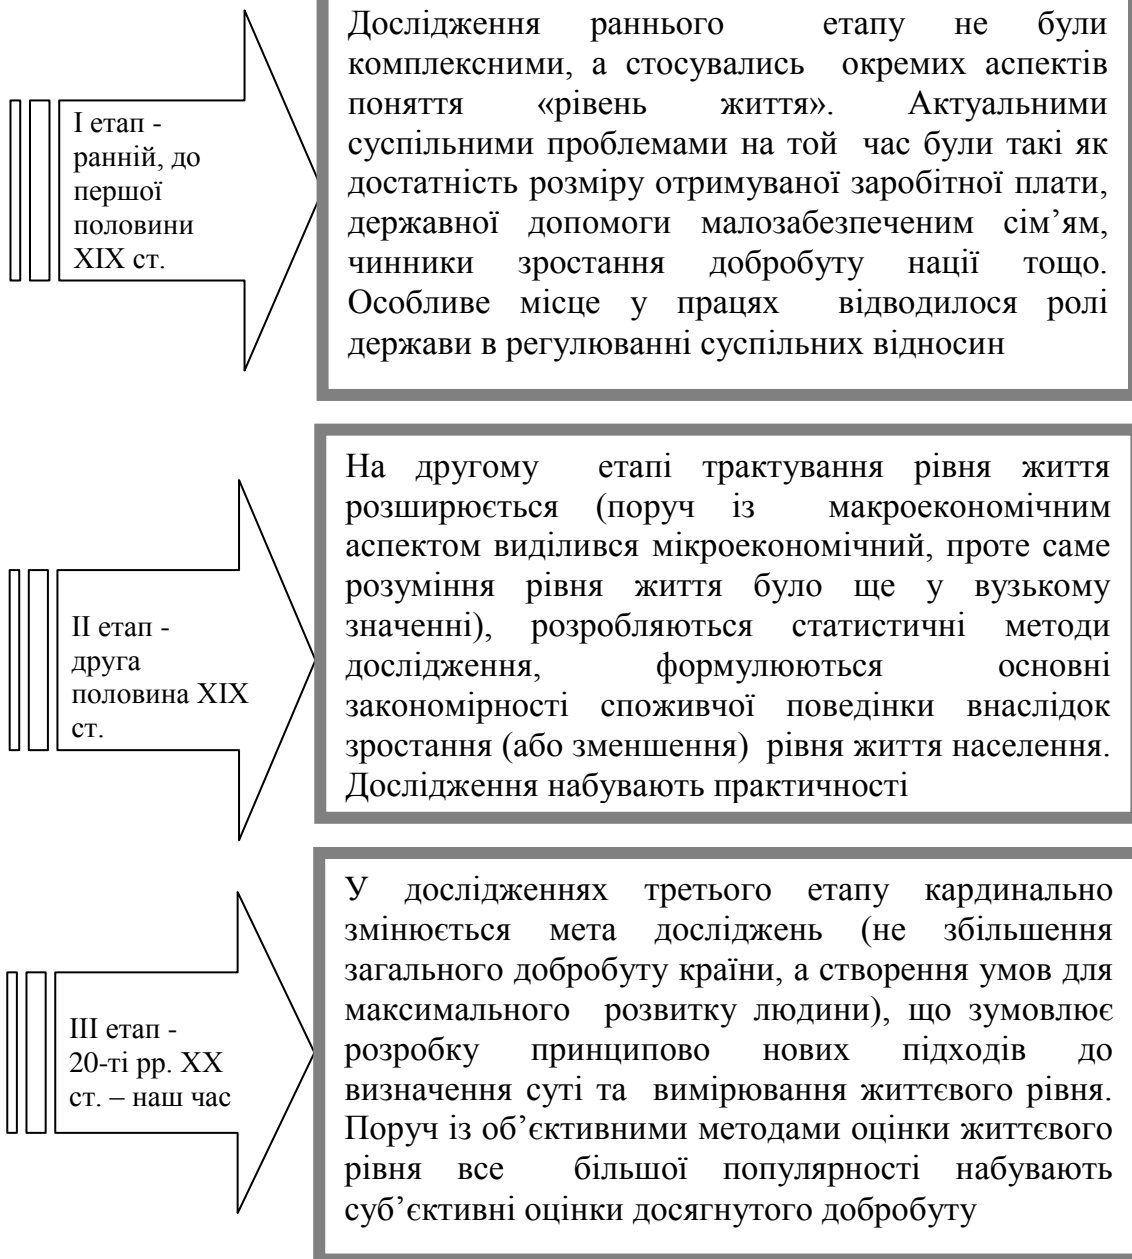 І етап -
ранній, до
першої
половини
ХІХ ст.
Дослідження раннього етапу не були
комплексними, а стосувались окремих аспектів
поняття «рівень життя». Актуальними
суспільними проблемами на той час були такі як
достатність розміру отримуваної заробітної плати,
державної допомоги малозабезпеченим сім’ям,
чинники зростання добробуту нації тощо.
Особливе місце у працях відводилося ролі
держави в регулюванні суспільних відносин
ІІ етап -
друга
половина ХІХ
ст.
На другому етапі трактування рівня життя
розширюється (поруч із макроекономічним
аспектом виділився мікроекономічний, проте саме
розуміння рівня життя було ще у вузькому
значенні), розробляються статистичні методи
дослідження, формулюються основні
закономірності споживчої поведінки внаслідок
зростання (або зменшення) рівня життя населення.
Дослідження набувають практичності
ІІІ етап -
20-ті рр. ХХ
ст. – наш час
У дослідженнях третього етапу кардинально
змінюється мета досліджень (не збільшення
загального добробуту країни, а створення умов для
максимального розвитку людини), що зумовлює
розробку принципово нових підходів до
визначення суті та вимірювання життєвого рівня.
Поруч із об’єктивними методами оцінки життєвого
рівня все більшої популярності набувають
суб’єктивні оцінки досягнутого добробуту